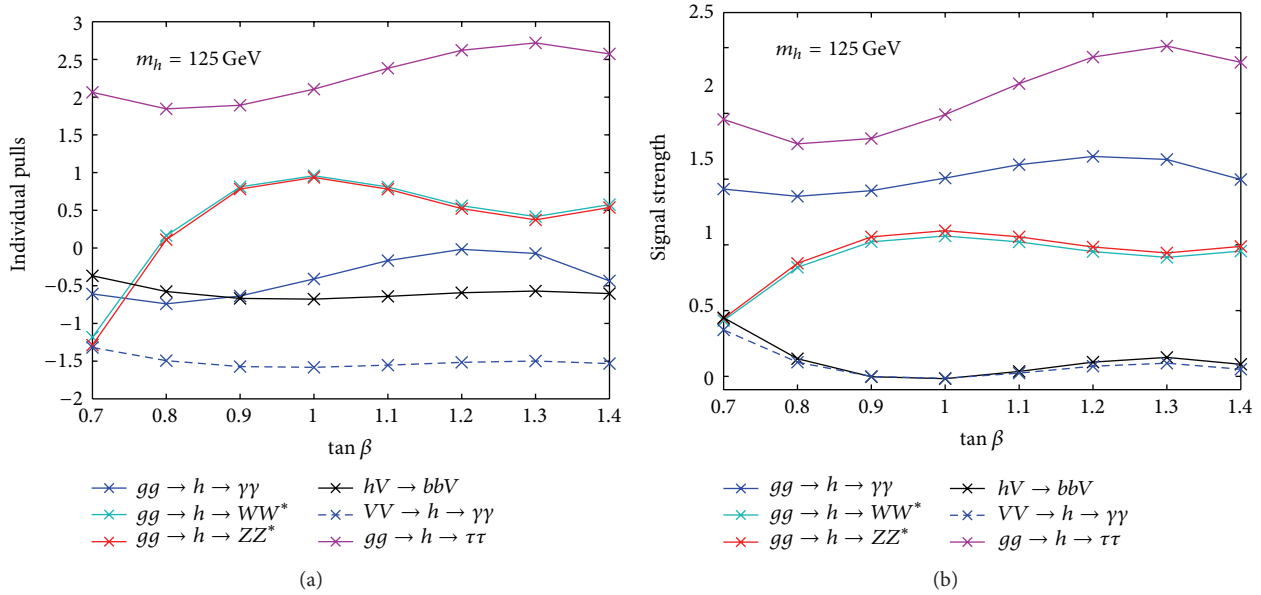 3
2.5
2
1.5
1
0.5
0
−0.5
−1
−1.5
−2
Individual pulls
m_h = 125 GeV
0.7 0.8 0.9 1 1.1 1.2 1.3 1.4
tan β
gg → h → γγ
gg → h → WW*
gg → h → ZZ*
hV → bbV
VV → h → γγ
gg → h → ττ
(a)
2.5
2
1.5
1
0.5
0
Signal strength
m_h = 125 GeV
0.7 0.8 0.9 1 1.1 1.2 1.3 1.4
tan β
gg → h → γγ
gg → h → WW*
gg → h → ZZ*
hV → bbV
VV → h → γγ
gg → h → ττ
(b)